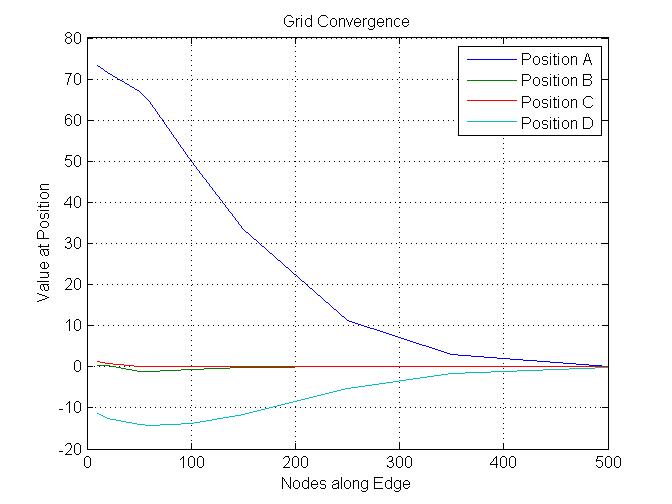 Grid Convergence
80
70
60
50
40
30
20
10
0
-10
-20
Value at Position
Position A
Position B
Position C
Position D
0
100
200
300
400
500
Nodes along Edge